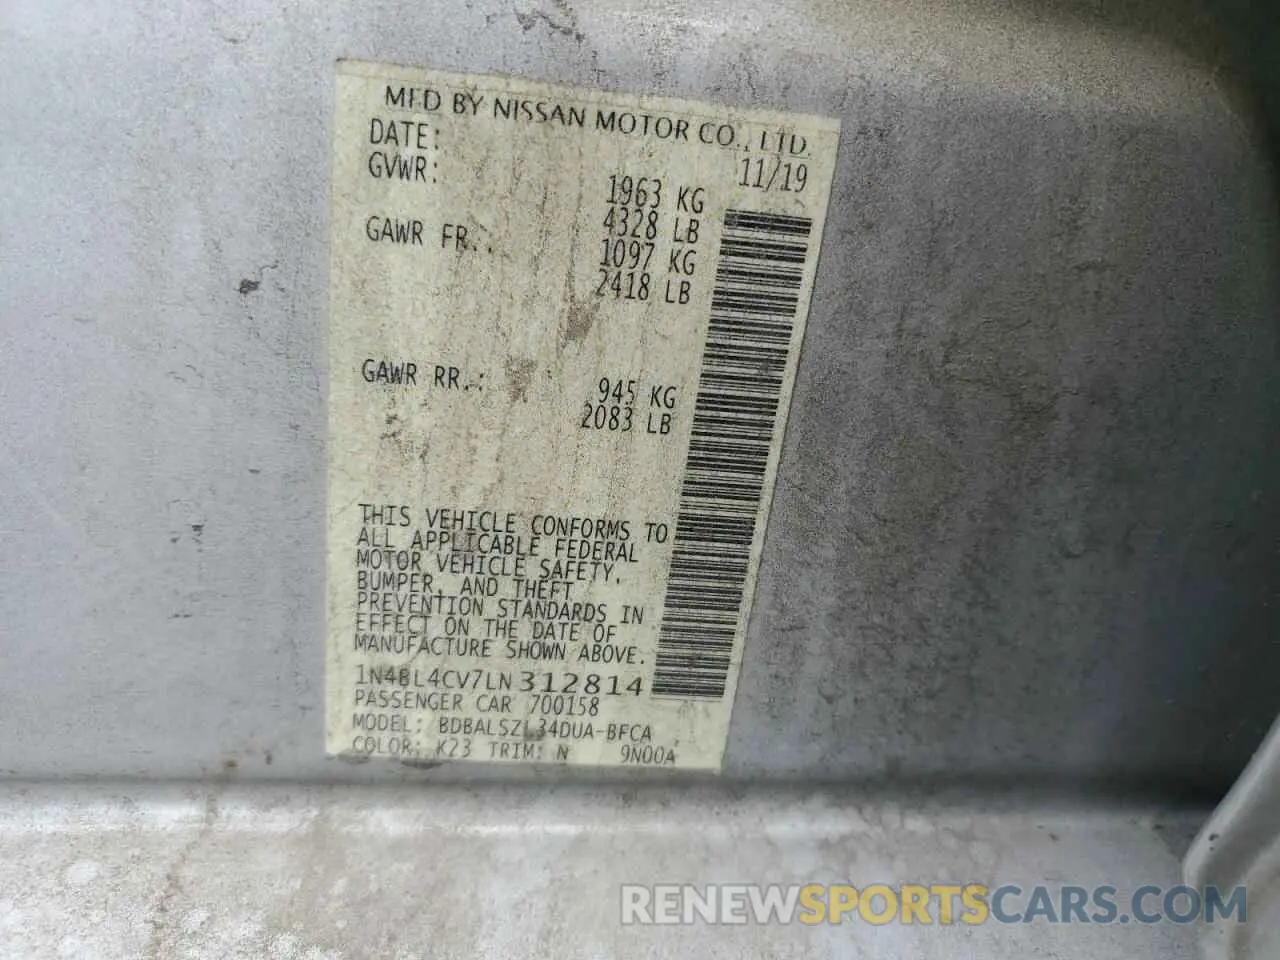 MFD BY NISSAN MOTOR CO., LTD.
DATE: 11/19
GVWR: 1963 KG
4328 LB
GAWR FR.: 1097 KG
2418 LB
GAWR RR.: 945 KG
2083 LB
THIS VEHICLE CONFORMS TO
ALL APPLICABLE FEDERAL
MOTOR VEHICLE SAFETY,
BUMPER, AND THEFT
PREVENTION STANDARDS IN
EFFECT ON THE DATE OF
MANUFACTURE SHOWN ABOVE.
1N4BL4CV7LN312814
PASSENGER CAR 700158
MODEL: BDBALSZL34DUA-BFCA
COLOR: K23 TRIM: N 9N00A
RENEWSPORTSCARS.COM